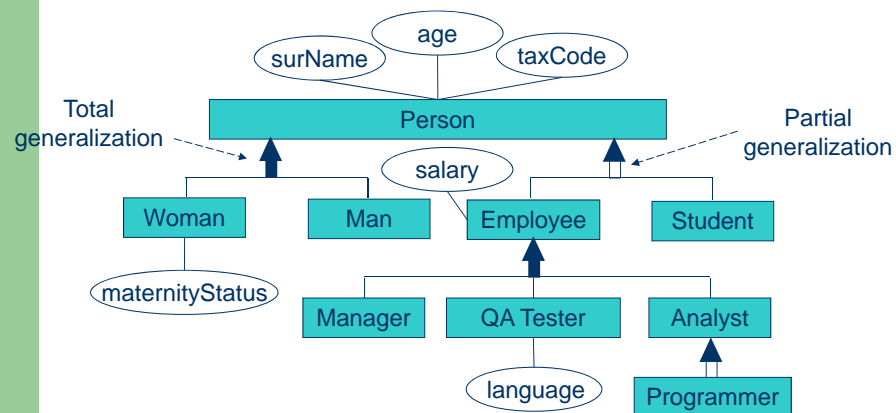 age
surName
taxCode
Total
generalization
Person
Partial
generalization
salary
Woman
Man
Employee
Student
maternityStatus
Manager
QA Tester
Analyst
language
Programmer